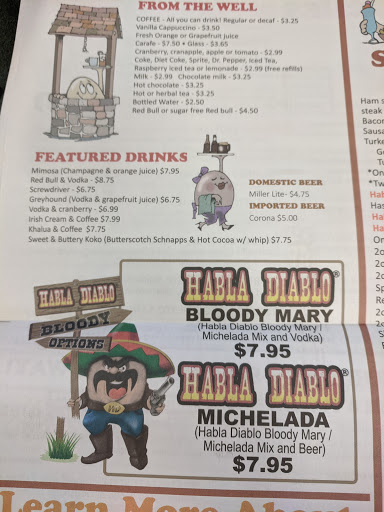 FROM THE WELL
COFFEE - All you can drink! Regular or decaf - $3.25
Vanilla Cappuccino - $3.50
Fresh Orange or Grapefruit juice
Carafe - $7.50 • Glass - $3.65
Cranberry, cranapple, apple or tomato - $2.99
Coke, Diet Coke, Sprite, Dr. Pepper, Iced Tea,
Raspberry iced tea or lemonade - $2.99 (free refills)
Milk - $2.99 Chocolate milk - $3.25
Hot chocolate - $3.25
Hot or herbal tea - $3.25
Bottled Water - $2.50
Red Bull or sugar free Red bull - $4.50
FEATURED DRINKS
Mimosa (Champagne & orange juice) $7.95
Red Bull & Vodka - $8.75
Screwdriver - $6.75
Greyhound (Vodka & grapefruit juice) $6.75
Vodka & cranberry - $6.99
Irish Cream & Coffee $7.99
Khalua & Coffee $7.75
Sweet & Buttery Koko (Butterscotch Schnapps & Hot Cocoa w/ whip) $7.75
DOMESTIC BEER
Miller Lite- $4.75
IMPORTED BEER
Corona $5.00
HABLA DIABLO
BLOODY
OPTIONS
HABLA DIABLO®
BLOODY MARY
(Habla Diablo Bloody Mary /
Michelada Mix and Vodka)
$7.95
HABLA DIABLO®
MICHELADA
(Habla Diablo Bloody Mary /
Michelada Mix and Beer)
$7.95
Learn More About
Ham s
steak
Bacon
Sausa
Turke